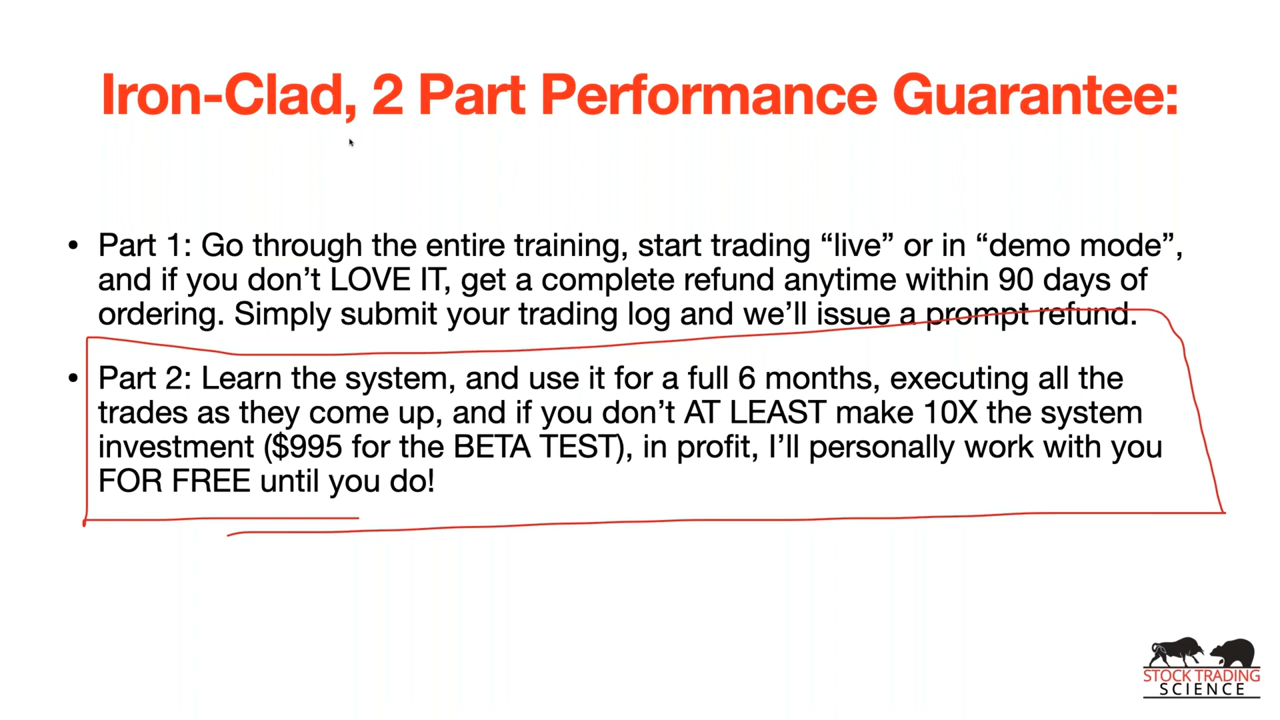 Iron-Clad, 2 Part Performance Guarantee:
• Part 1: Go through the entire training, start trading “live” or in “demo mode”,
and if you don’t LOVE IT, get a complete refund anytime within 90 days of
ordering. Simply submit your trading log and we’ll issue a prompt refund.
• Part 2: Learn the system, and use it for a full 6 months, executing all the
trades as they come up, and if you don’t AT LEAST make 10X the system
investment ($995 for the BETA TEST), in profit, I’ll personally work with you
FOR FREE until you do!
STOCK TRADING
SCIENCE